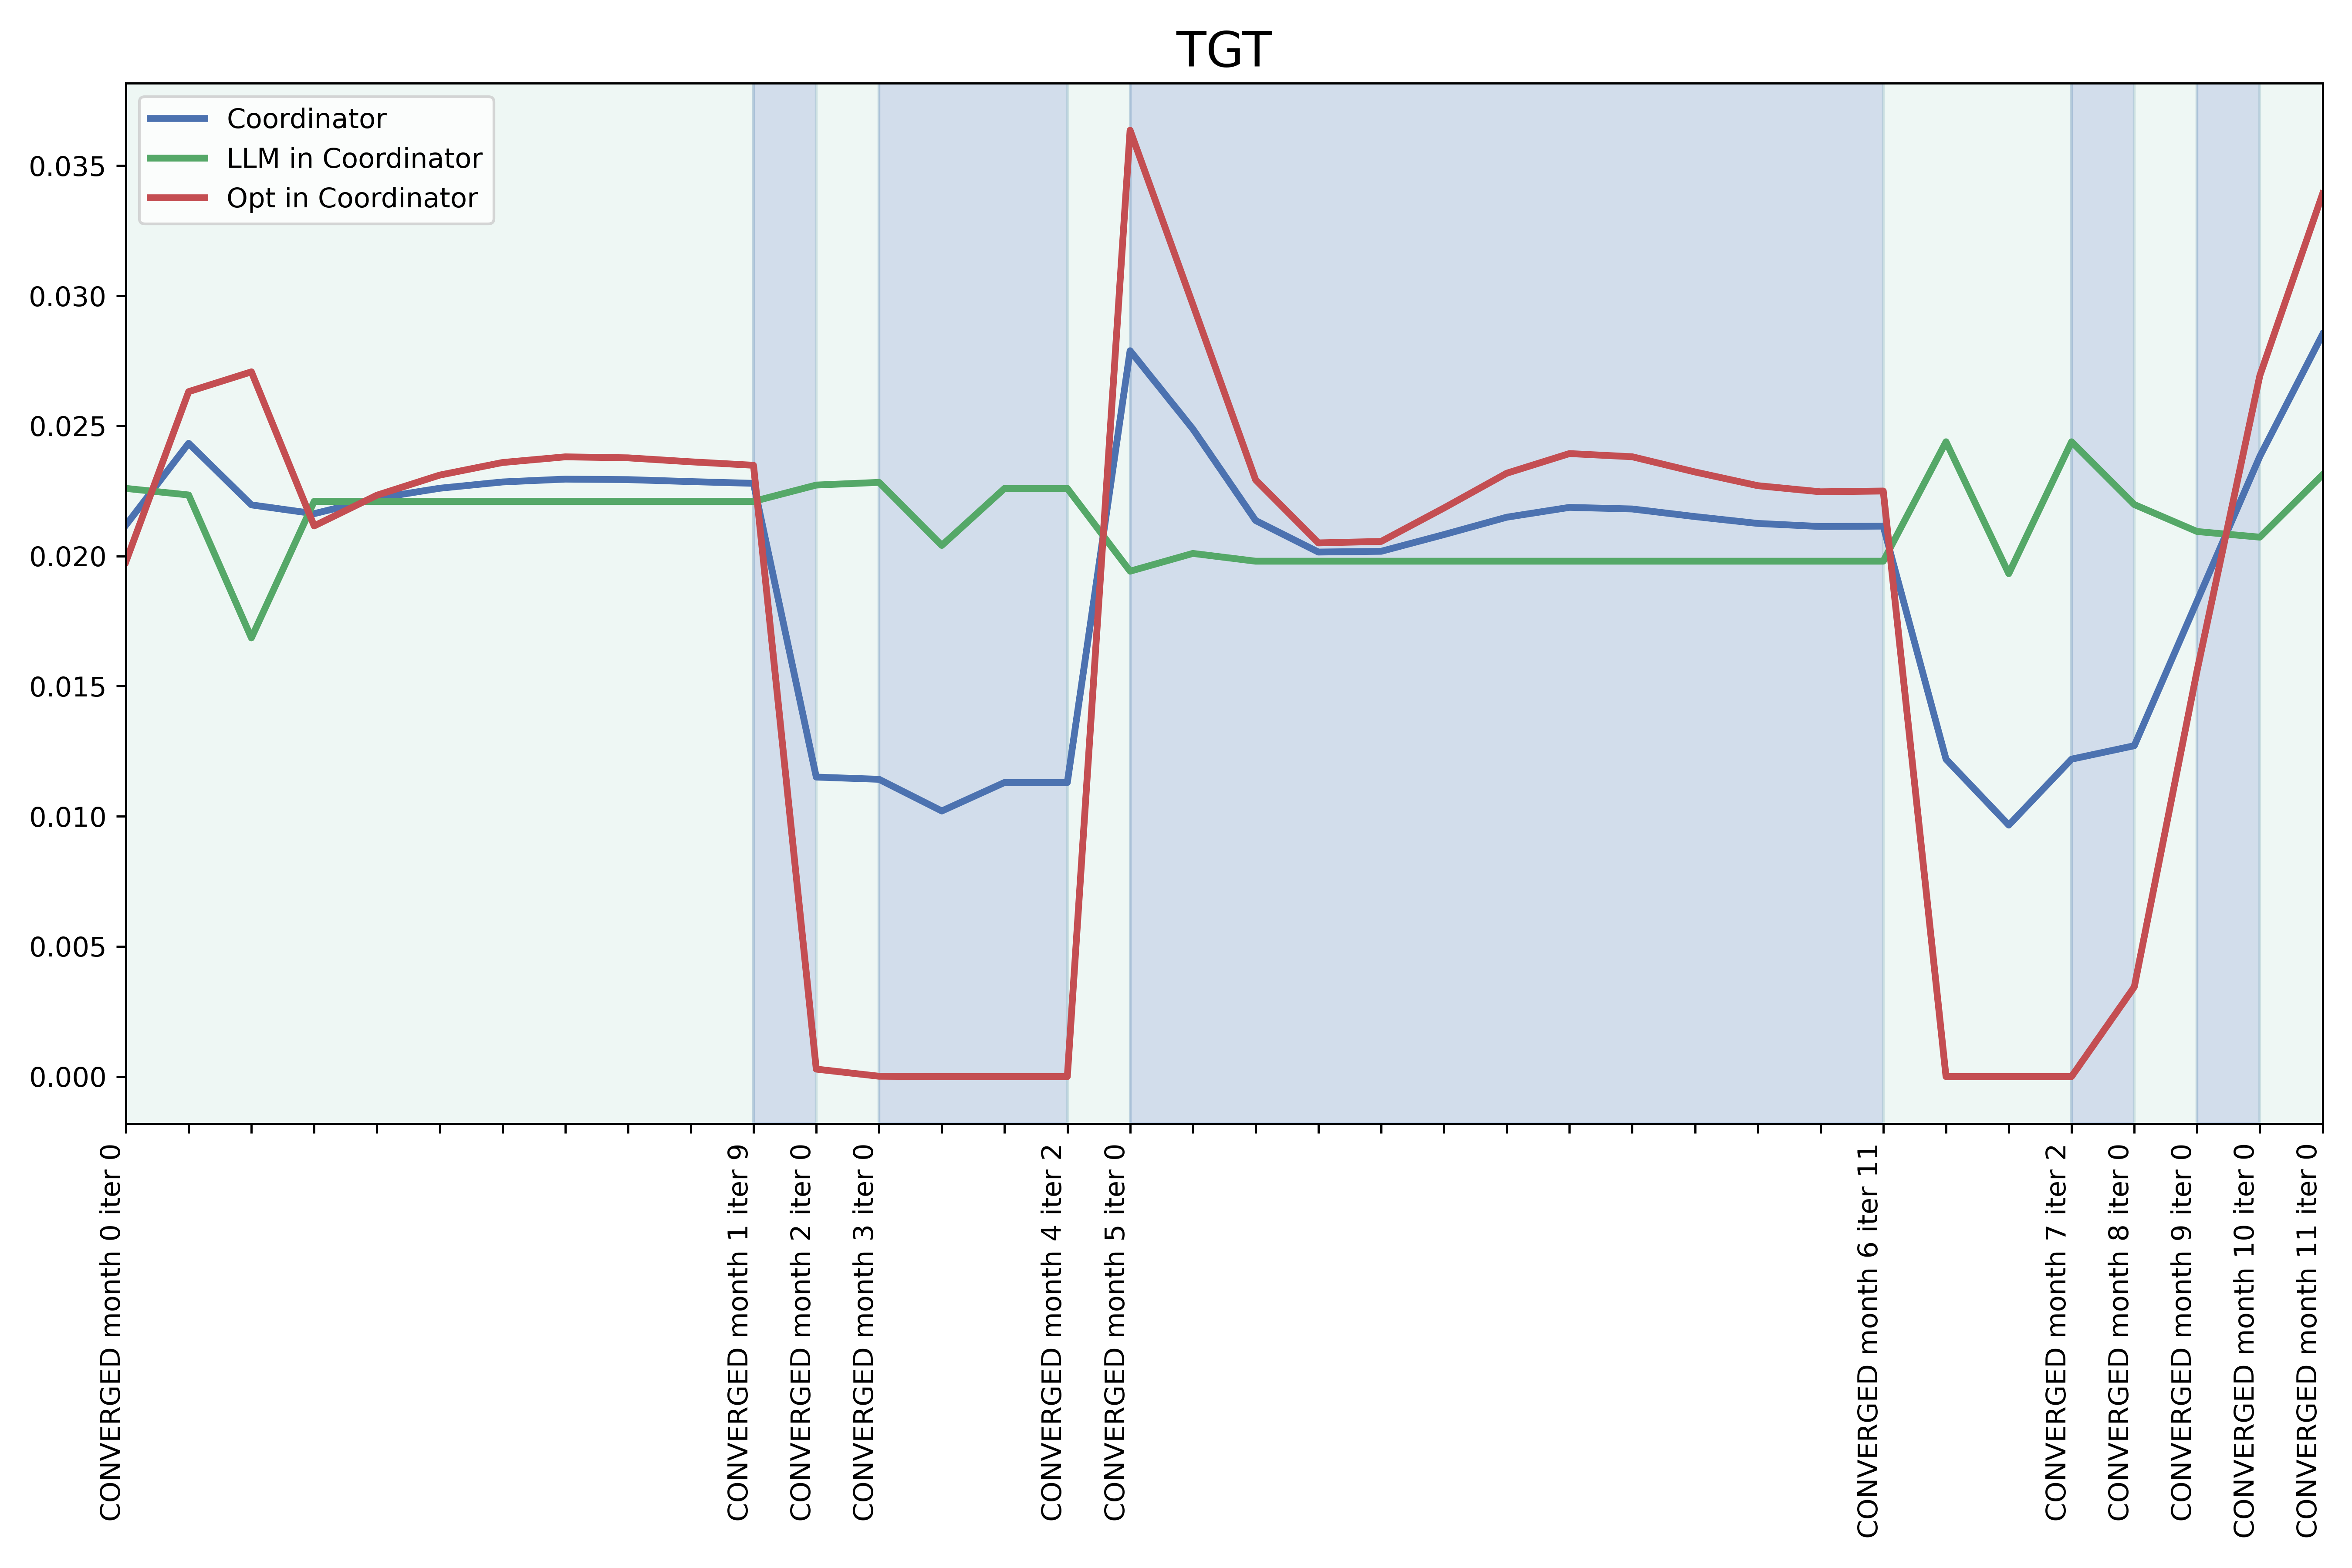 TGT
Coordinator
LLM in Coordinator
Opt in Coordinator
0.035
0.030
0.025
0.020
0.015
0.010
0.005
0.000
CONVERGED month 0 iter 0
CONVERGED month 1 iter 9
CONVERGED month 2 iter 0
CONVERGED month 3 iter 0
CONVERGED month 4 iter 2
CONVERGED month 5 iter 0
CONVERGED month 6 iter 11
CONVERGED month 7 iter 2
CONVERGED month 8 iter 0
CONVERGED month 9 iter 0
CONVERGED month 10 iter 0
CONVERGED month 11 iter 0